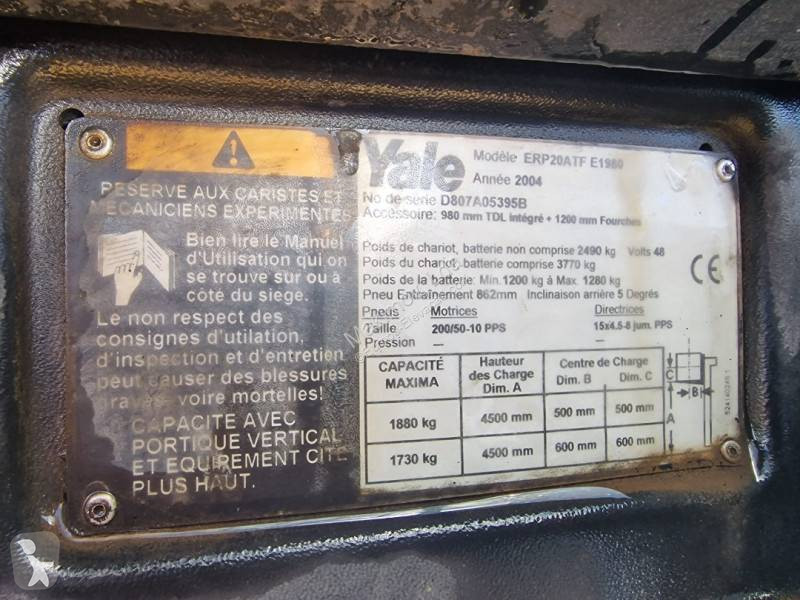 RESERVE AUX CARISTES ET
MECANICIENS EXPERIMENTES
Bien lire le Manuel
d'Utilisation qui on
se trouve sur ou à
côté du siege.
Le non respect des
consignes d'utilation,
d'inspection et d'entretien
peut causer des blessures
graves, voire mortelles!
CAPACITE AVEC
PORTIQUE VERTICAL
ET EQUIPEMENT CITE
PLUS HAUT.
Yale
Modèle ERP20ATF E1980
Année 2004
No de série D807A05395B
Accessoire: 980 mm TDL intégré + 1200 mm Fourches
Poids de chariot, batterie non comprise 2490 kg Volts 48
Poids du chariot, batterie comprise 3770 kg
Poids de la batterie: Min. 1200 kg à Max. 1280 kg
Pneu Entraînement 862mm Inclinaison arrière 5 Degrés
Pneus Motrices Directrices
Taille 200/50-10 PPS 15x4.5-8 jum. PPS
Pression — —
CAPACITÉ MAXIMA Hauteur des Charge Dim. A Centre de Charge Dim. B Dim. C
1880 kg 4500 mm 500 mm 500 mm
1730 kg 4500 mm 600 mm 600 mm
CE
C
B
A